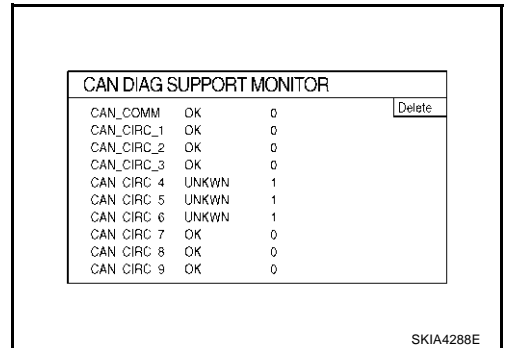 CAN DIAG SUPPORT MONITOR
Delete
CAN_COMM OK 0
CAN_CIRC_1 OK 0
CAN_CIRC_2 OK 0
CAN_CIRC_3 OK 0
CAN CIRC 4 UNKWN 1
CAN CIRC 5 UNKWN 1
CAN CIRC 6 UNKWN 1
CAN CIRC 7 OK 0
CAN CIRC 8 OK 0
CAN CIRC 9 OK 0
SKIA4288E